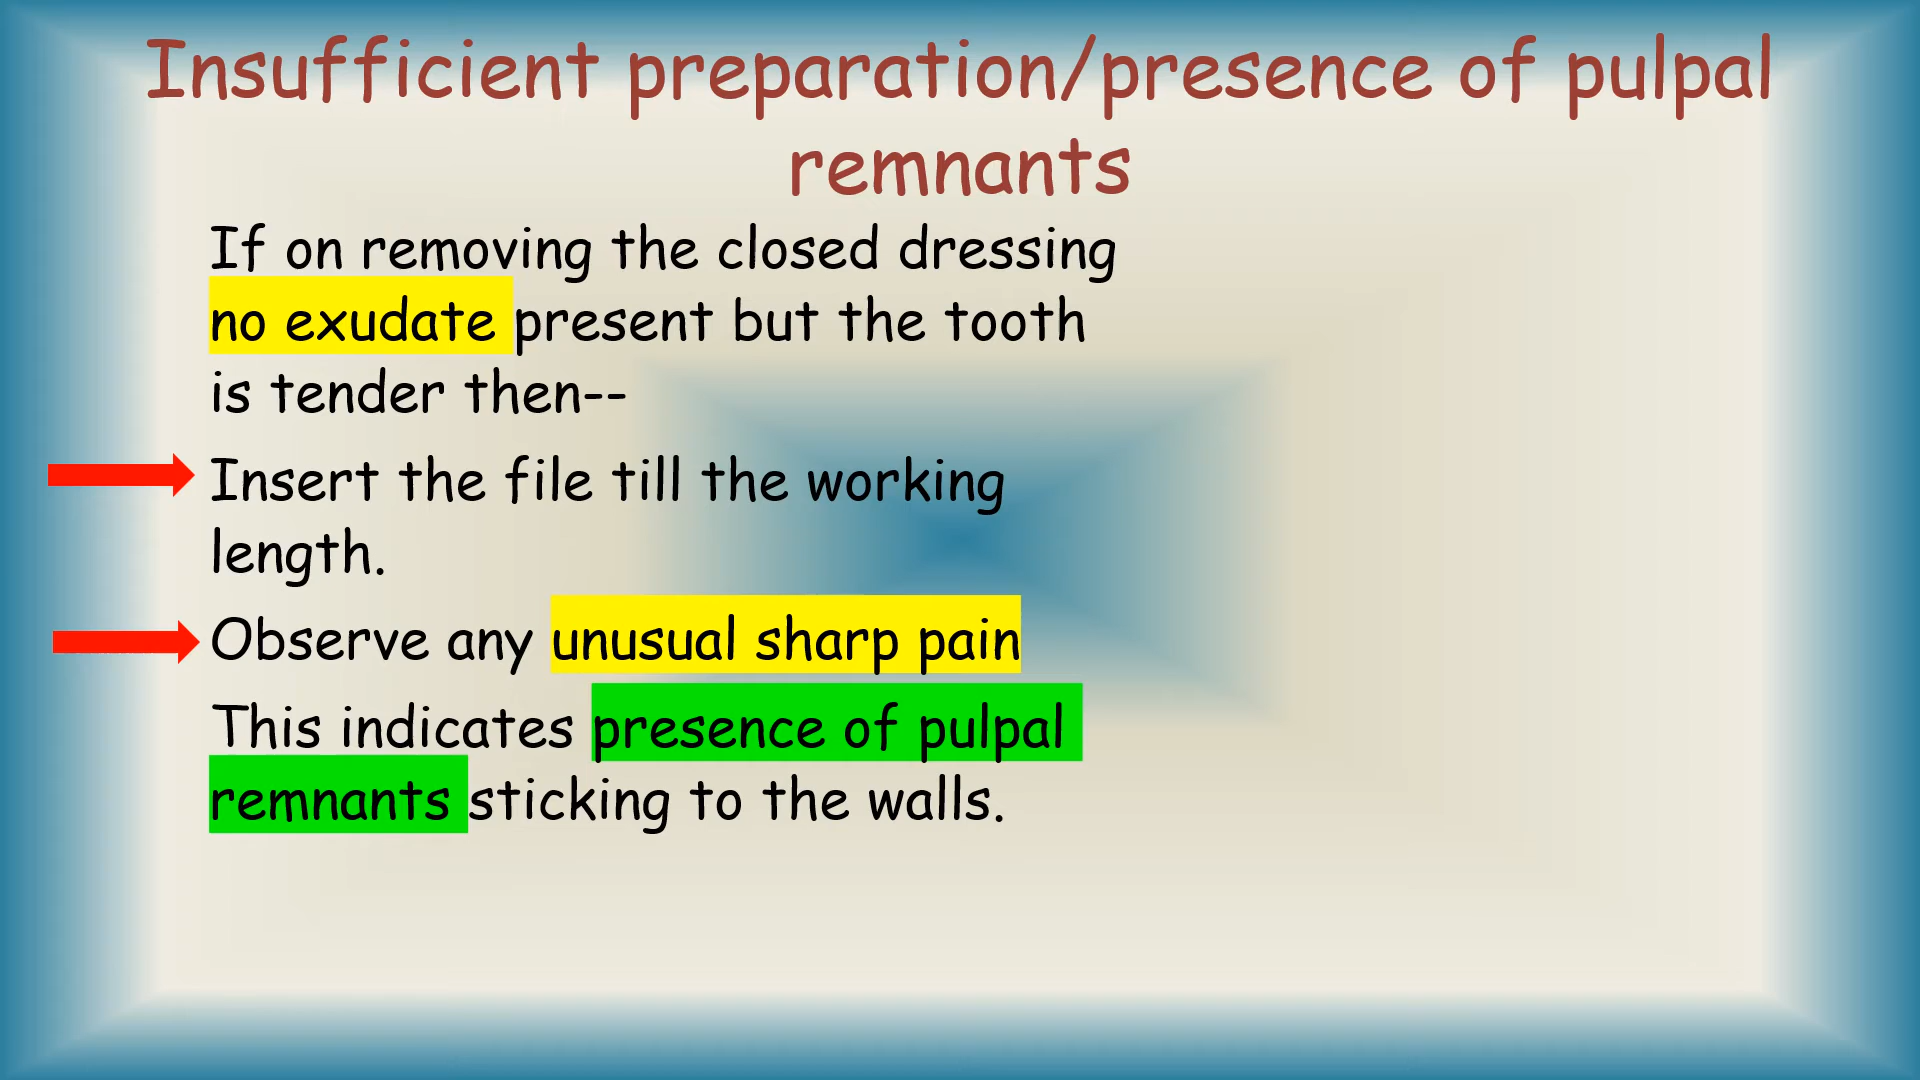 Insufficient preparation/presence of pulpal
remnants
If on removing the closed dressing
no exudate present but the tooth
is tender then--
Insert the file till the working
length.
Observe any unusual sharp pain
This indicates presence of pulpal
remnants sticking to the walls.